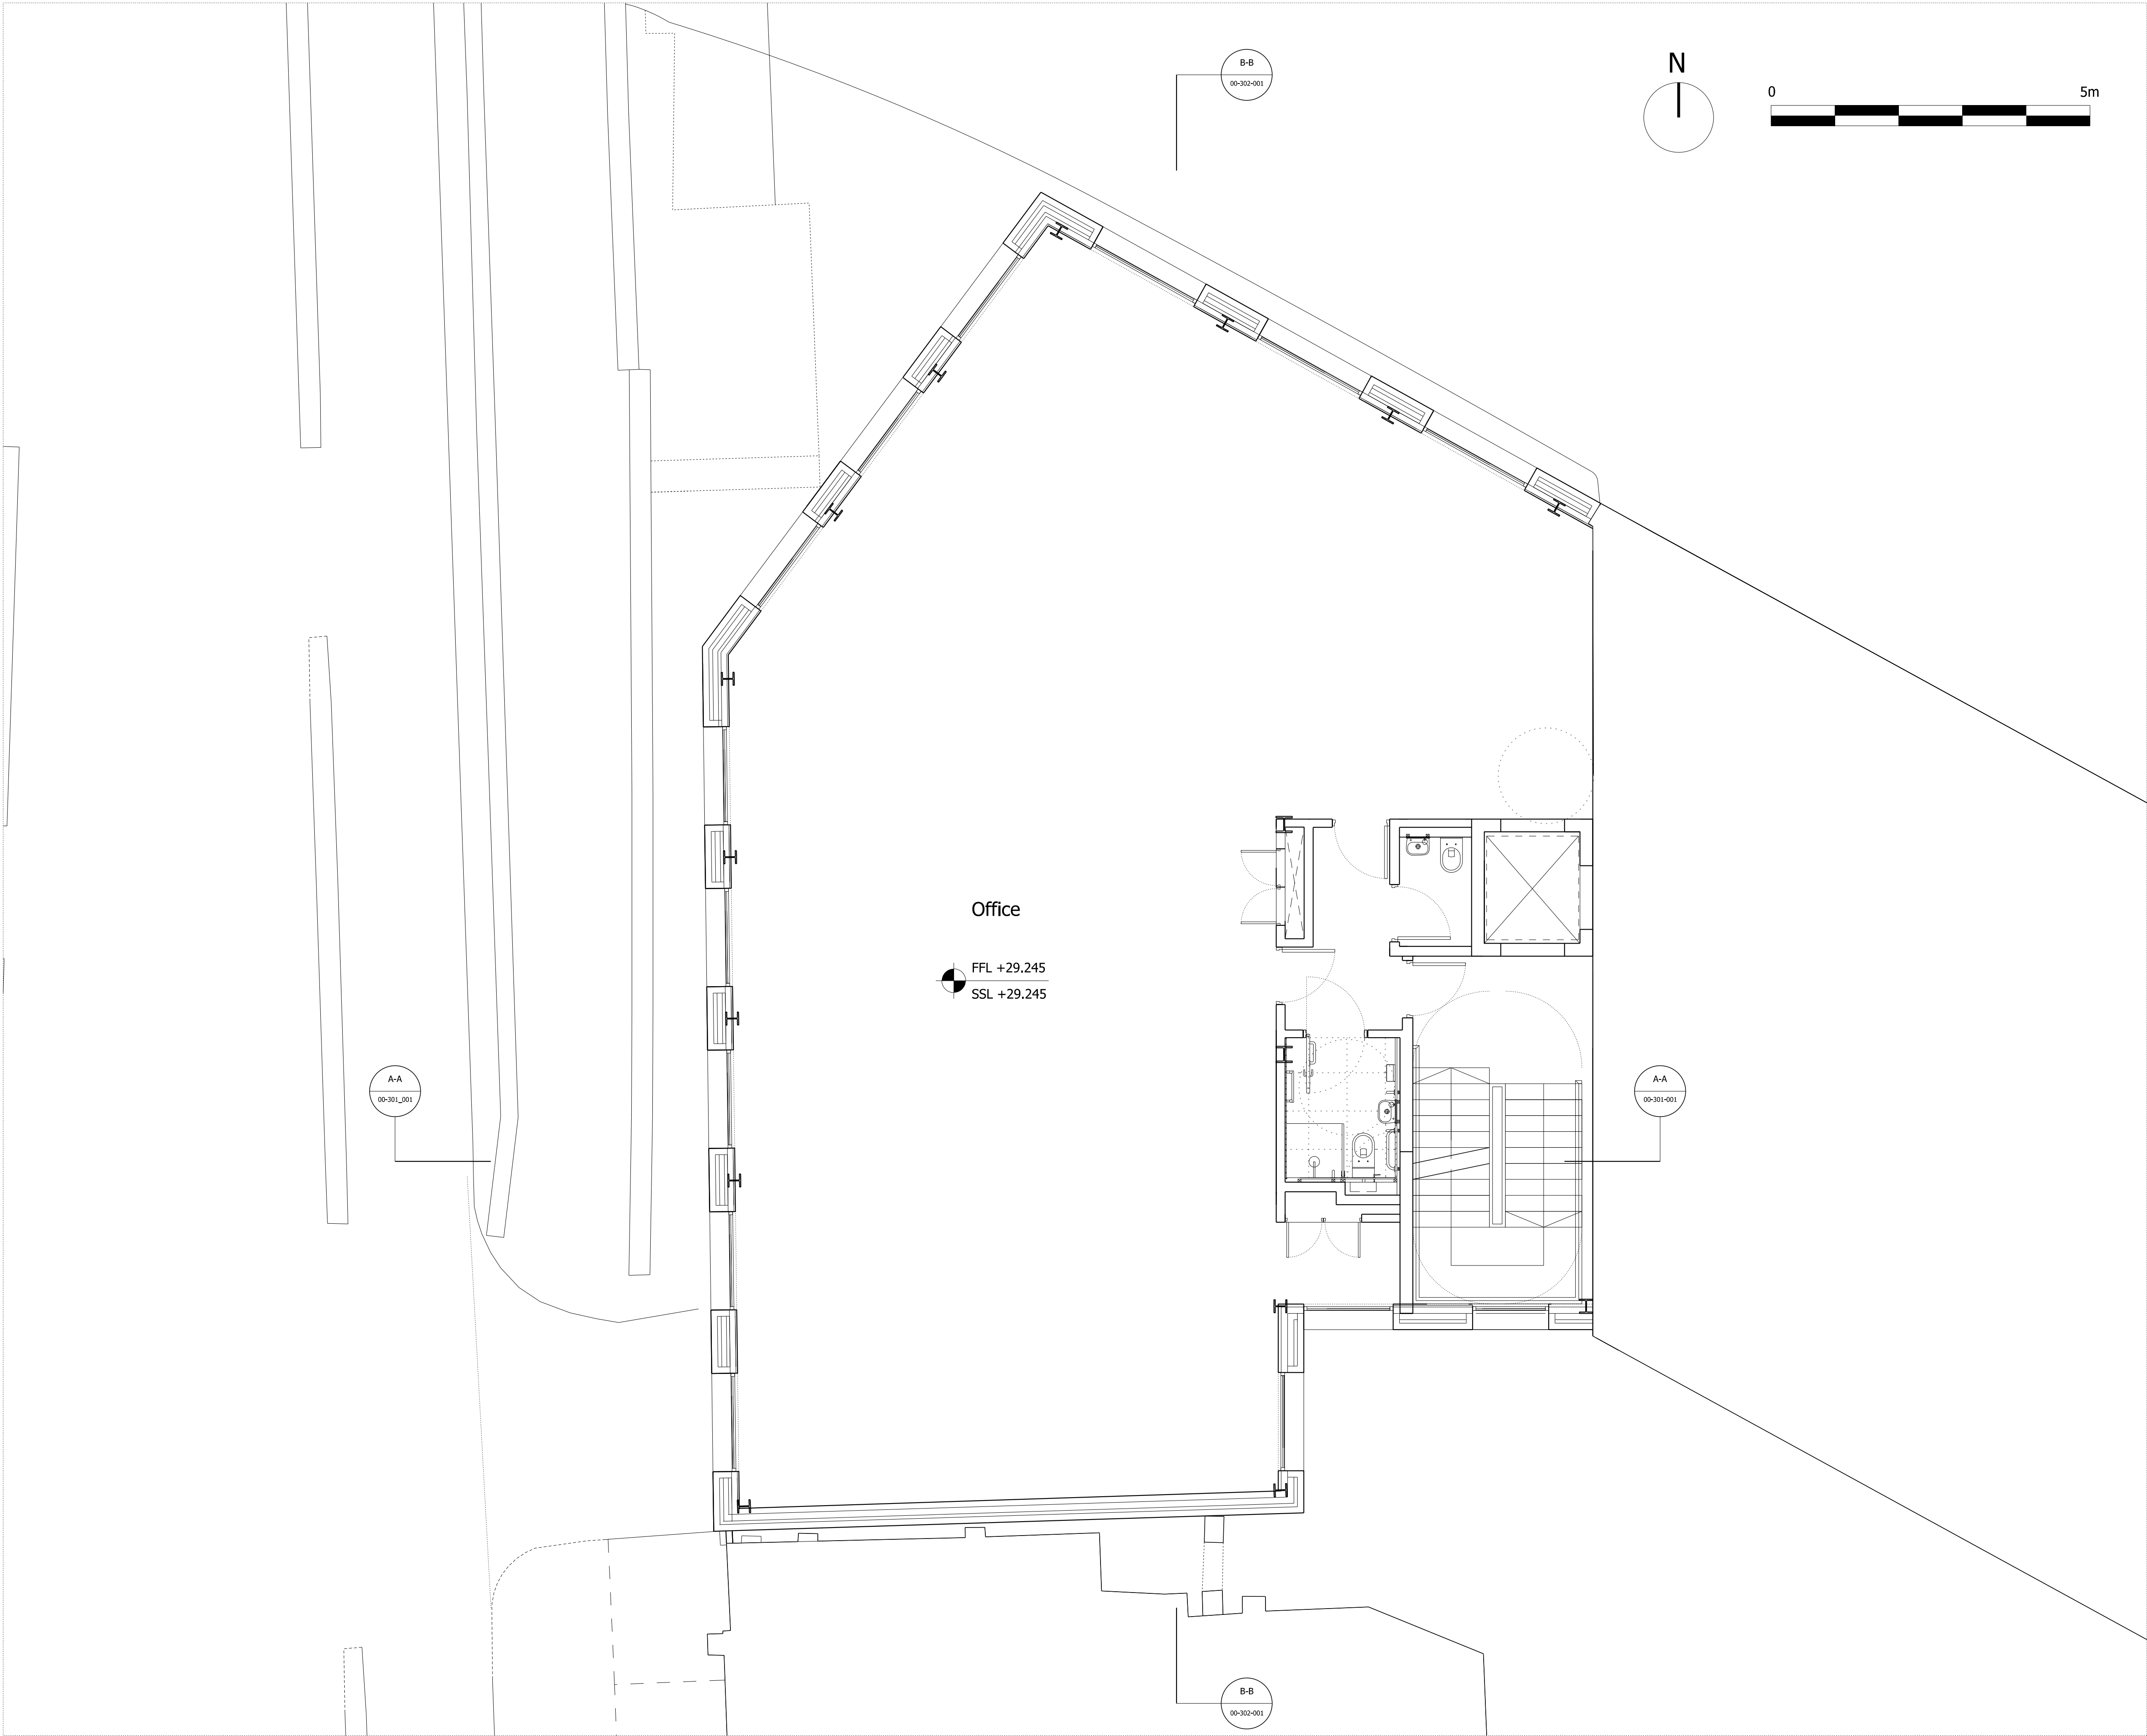 B-B
00-302-001
N
0 5m
Office
FFL +29.245
SSL +29.245
A-A
00-301_001
A-A
00-301-001
B-B
00-302-001